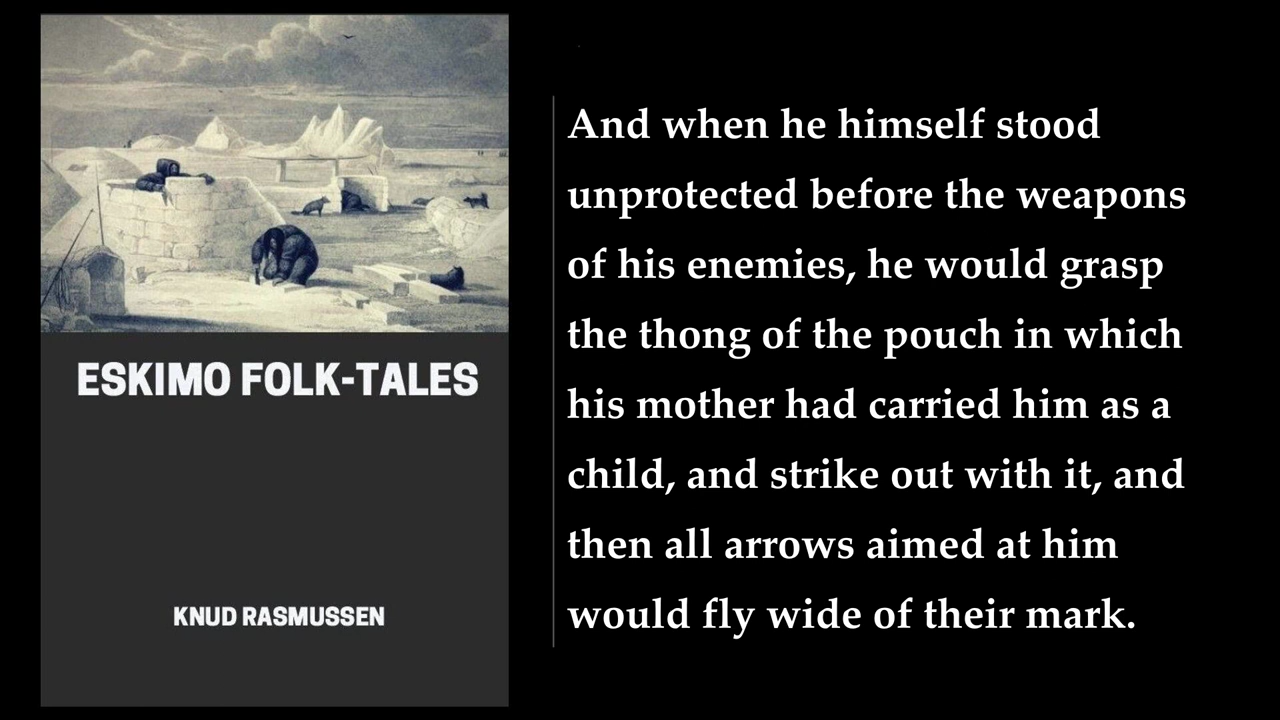 ESKIMO FOLK-TALES
KNUD RASMUSSEN
And when he himself stood
unprotected before the weapons
of his enemies, he would grasp
the thong of the pouch in which
his mother had carried him as a
child, and strike out with it, and
then all arrows aimed at him
would fly wide of their mark.